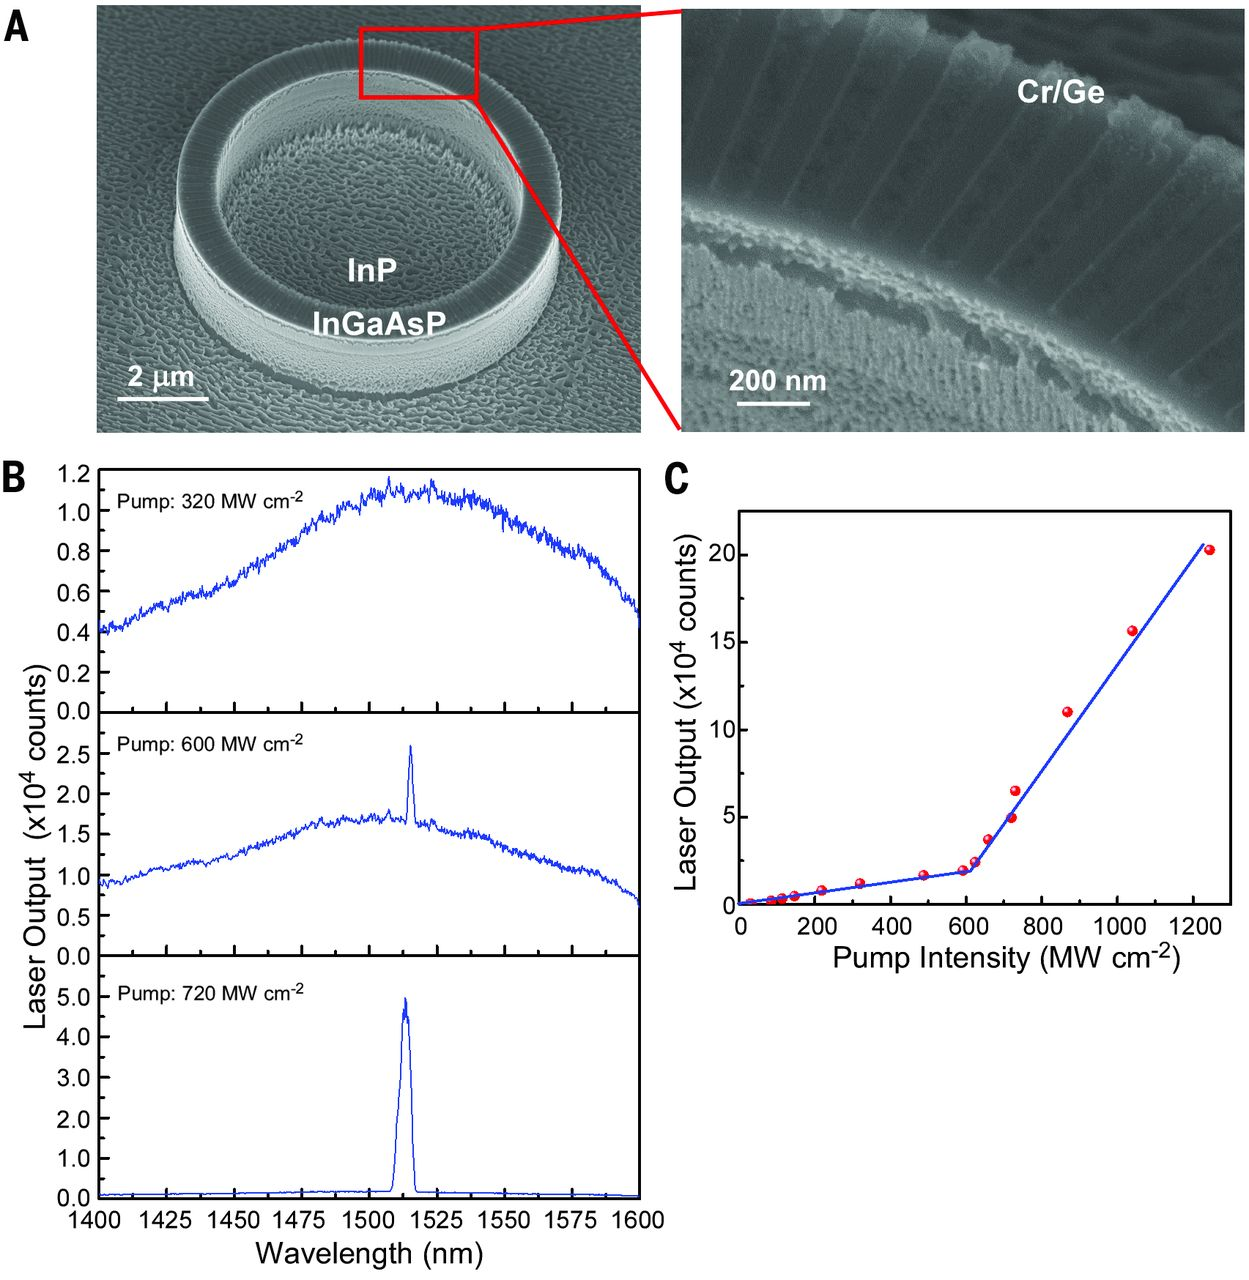 A
Cr/Ge
InP
InGaAsP
2 μm
200 nm
B
Laser Output (x10⁴ counts)
1.2
1.0
0.8
0.6
0.4
0.2
0.0
Pump: 320 MW cm⁻²
2.5
2.0
1.5
1.0
0.5
0.0
Pump: 600 MW cm⁻²
5.0
4.0
3.0
2.0
1.0
0.0
Pump: 720 MW cm⁻²
1400 1425 1450 1475 1500 1525 1550 1575 1600
Wavelength (nm)
C
Laser Output (x10⁴ counts)
20
15
10
5
0
0 200 400 600 800 1000 1200
Pump Intensity (MW cm⁻²)